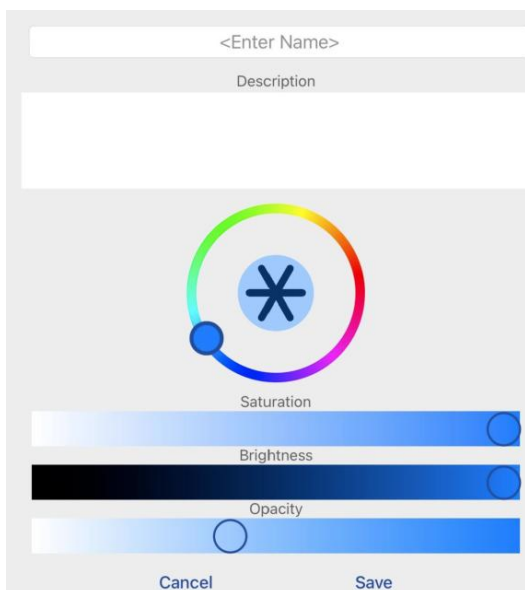 <Enter Name>
Description
Saturation
Brightness
Opacity
Cancel Save